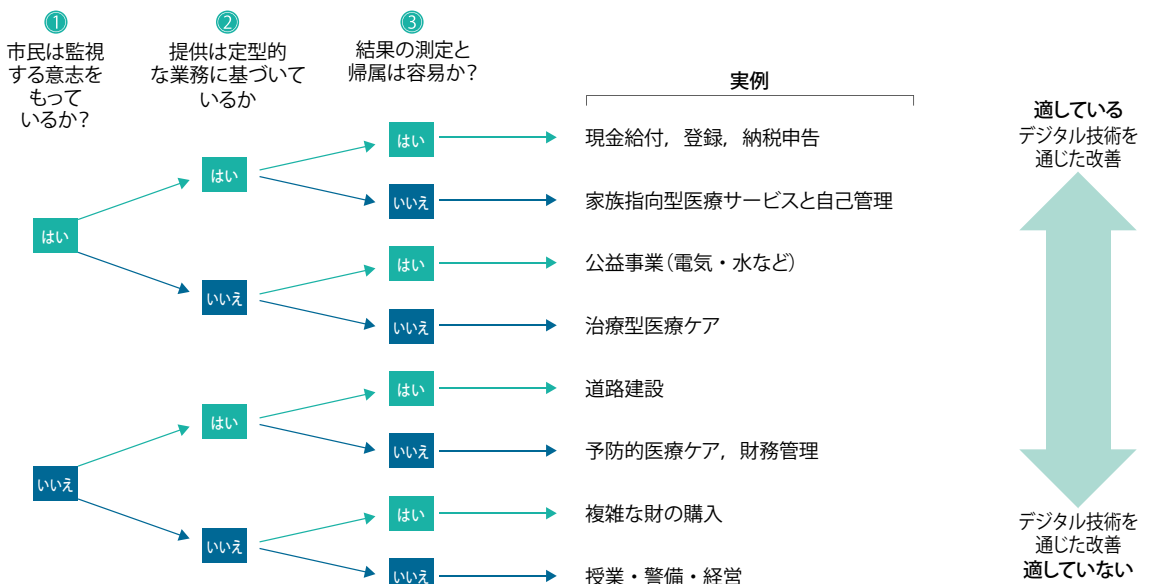 1
市民は監視
する意志を
もって
いるか?
2
提供は定型的
な業務に基づいて
いるか
3
結果の測定と
帰属は容易か?
実例
適している
デジタル技術を
通じた改善
はい
現金給付，登録，納税申告
はい
いいえ
家族指向型医療サービスと自己管理
はい
はい
公益事業（電気・水など）
いいえ
いいえ
治療型医療ケア
はい
道路建設
はい
いいえ
予防的医療ケア，財務管理
いいえ
はい
複雑な財の購入
いいえ
いいえ
授業・警備・経営
デジタル技術を
通じた改善
適していない